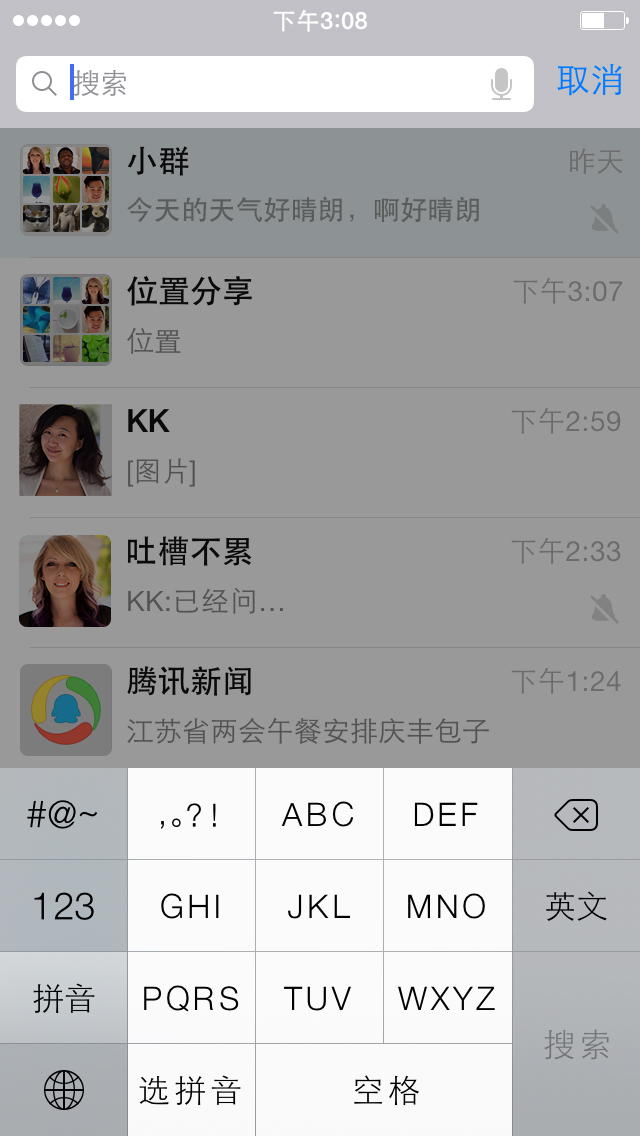 下午3:08
搜索
取消
小群
昨天
今天的天气好晴朗，啊好晴朗
位置分享
下午3:07
位置
KK
下午2:59
[图片]
吐槽不累
下午2:33
KK:已经问...
腾讯新闻
下午1:24
江苏省两会午餐安排庆丰包子
#@~
,。?!
ABC
DEF
123
GHI
JKL
MNO
英文
拼音
PQRS
TUV
WXYZ
搜索
选拼音
空格